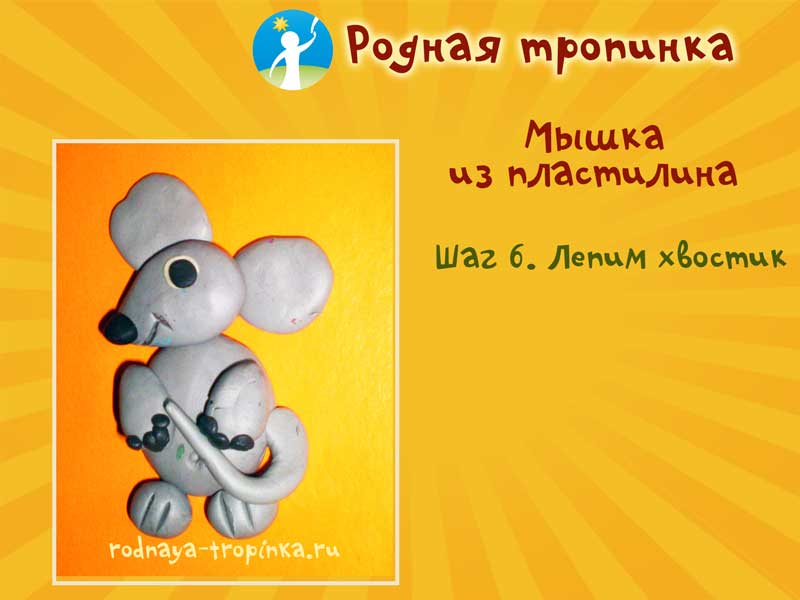 Родная тропинка
Мышка
из пластилина
Шаг 6. Лепим хвостик
rodnaya-tropinka.ru